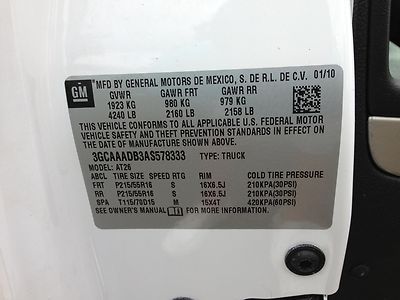 GM
MFD BY GENERAL MOTORS DE MEXICO, S. DE R.L. DE C.V. 01/10
GVWR GAWR FRT GAWR RR
1923 KG 980 KG 979 KG
4240 LB 2160 LB 2158 LB
THIS VEHICLE CONFORMS TO ALL APPLICABLE U.S. FEDERAL MOTOR
VEHICLE SAFETY AND THEFT PREVENTION STANDARDS IN EFFECT ON
THE DATE OF MANUFACTURE SHOWN ABOVE.
3GCAAADB3AS578333 TYPE: TRUCK
MODEL: AT26
TIRE SIZE SPEED RTG RIM COLD TIRE PRESSURE
FRT P215/55R16 S 16X6.5J 210KPA(30PSI)
RR P215/55R16 S 16X6.5J 210KPA(30PSI)
SPA T115/70D15 M 15X4T 420KPA(60PSI)
SEE OWNER'S MANUAL FOR MORE INFORMATION.